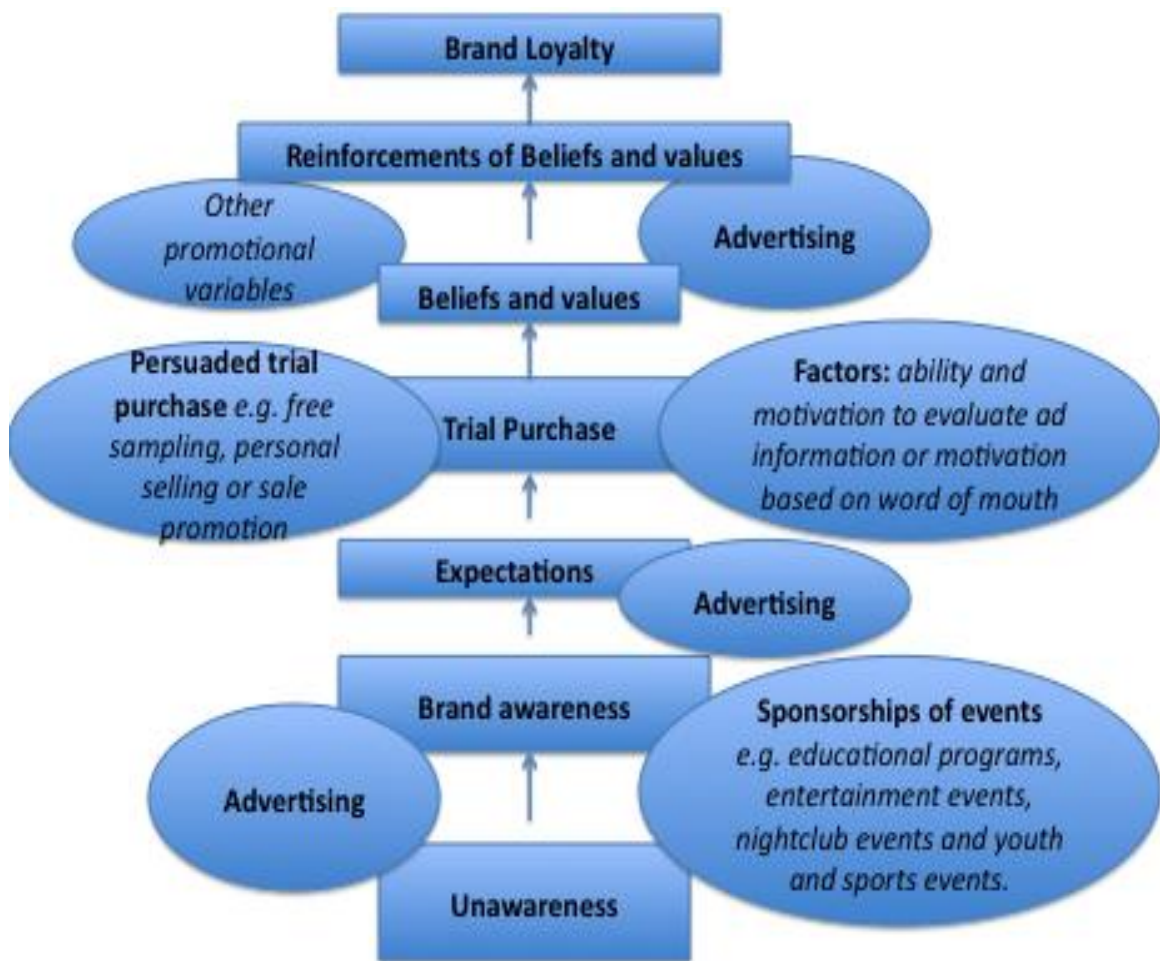 Brand Loyalty
Reinforcements of Beliefs and values
Other
promotional
variables
Advertising
Beliefs and values
Persuaded trial
purchase e.g. free
sampling, personal
selling or sale
promotion
Trial Purchase
Factors: ability and
motivation to evaluate ad
information or motivation
based on word of mouth
Expectations
Advertising
Brand awareness
Sponsorships of events
e.g. educational programs,
entertainment events,
nightclub events and youth
and sports events.
Advertising
Unawareness